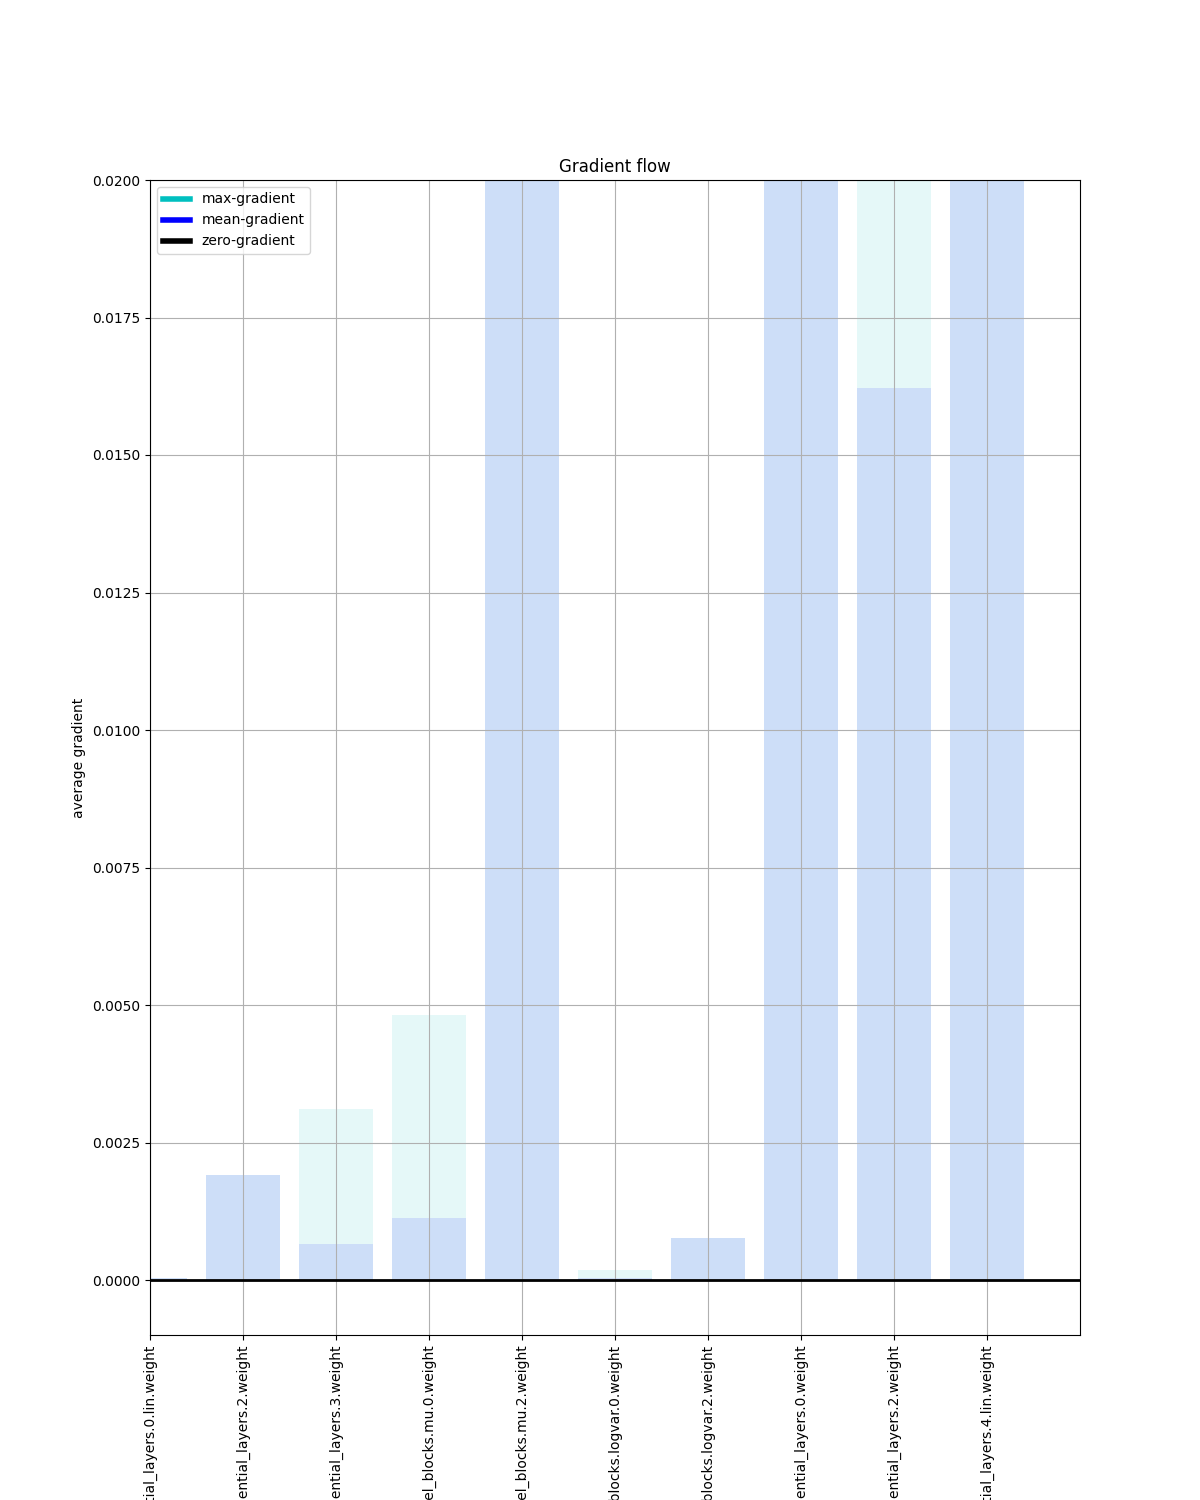 Gradient flow
max-gradient
mean-gradient
zero-gradient
0.0200
0.0175
0.0150
0.0125
0.0100
0.0075
0.0050
0.0025
0.0000
average gradient
tial_layers.0.lin.weight
ential_layers.2.weight
ential_layers.3.weight
el_blocks.mu.0.weight
el_blocks.mu.2.weight
blocks.logvar.0.weight
blocks.logvar.2.weight
ential_layers.0.weight
ential_layers.2.weight
tial_layers.4.lin.weight